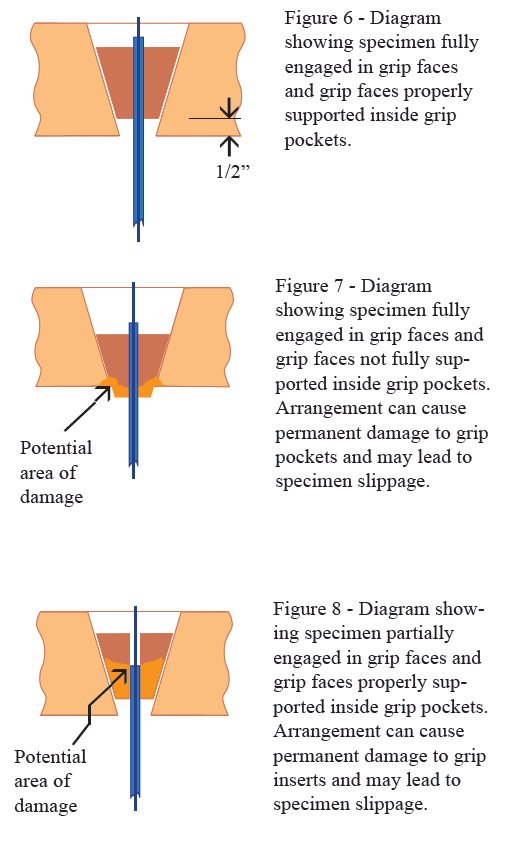 Figure 6 - Diagram
showing specimen fully
engaged in grip faces
and grip faces properly
supported inside grip
pockets.
1/2”
Figure 7 - Diagram
showing specimen fully
engaged in grip faces and
grip faces not fully sup-
ported inside grip pockets.
Arrangement can cause
permanent damage to grip
pockets and may lead to
specimen slippage.
Potential
area of
damage
Figure 8 - Diagram show-
ing specimen partially
engaged in grip faces and
grip faces properly sup-
ported inside grip pockets.
Arrangement can cause
permanent damage to grip
inserts and may lead to
specimen slippage.
Potential
area of
damage